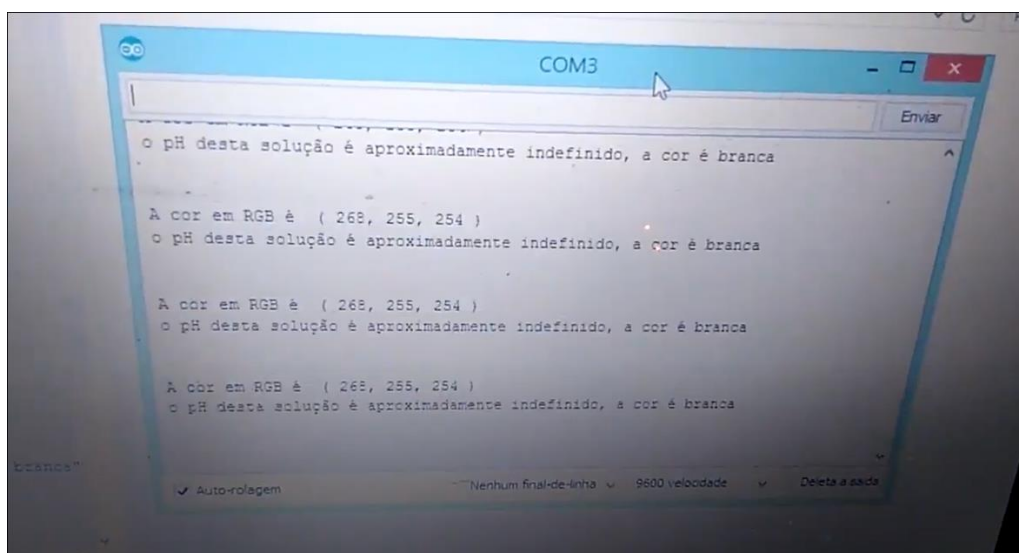 COM3
Enviar
o pH desta solução é aproximadamente indefinido, a cor é branca
A cor em RGB é ( 268, 255, 254 )
o pH desta solução é aproximadamente indefinido, a cor é branca
A cor em RGB é ( 268, 255, 254 )
o pH desta solução é aproximadamente indefinido, a cor é branca
A cor em RGB é ( 268, 255, 254 )
o pH desta solução é aproximadamente indefinido, a cor é branca
branca"
Auto-rolagem
Nenhum final-de-linha
9600 velocidade
Deleta a saida